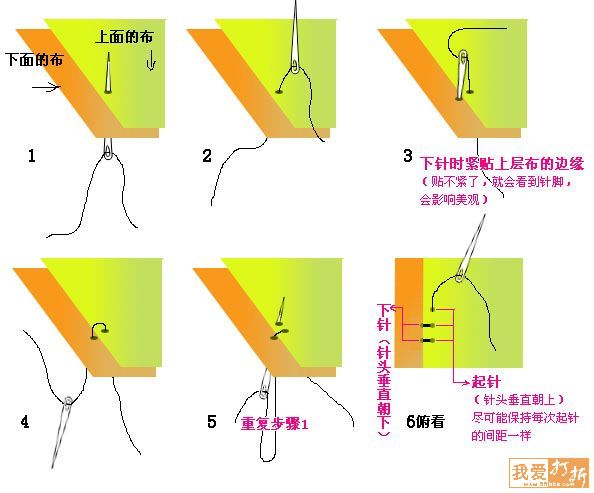 上面的布
下面的布
1
2
3
下针时紧贴上层布的边缘
（贴不紧了，就会看到针脚，
会影响美观）
4
5
重复步骤1
6俯看
下针（针头垂直朝下）
起针
（针头垂直朝上）
尽可能保持每次起针
的间距一样
我爱打折